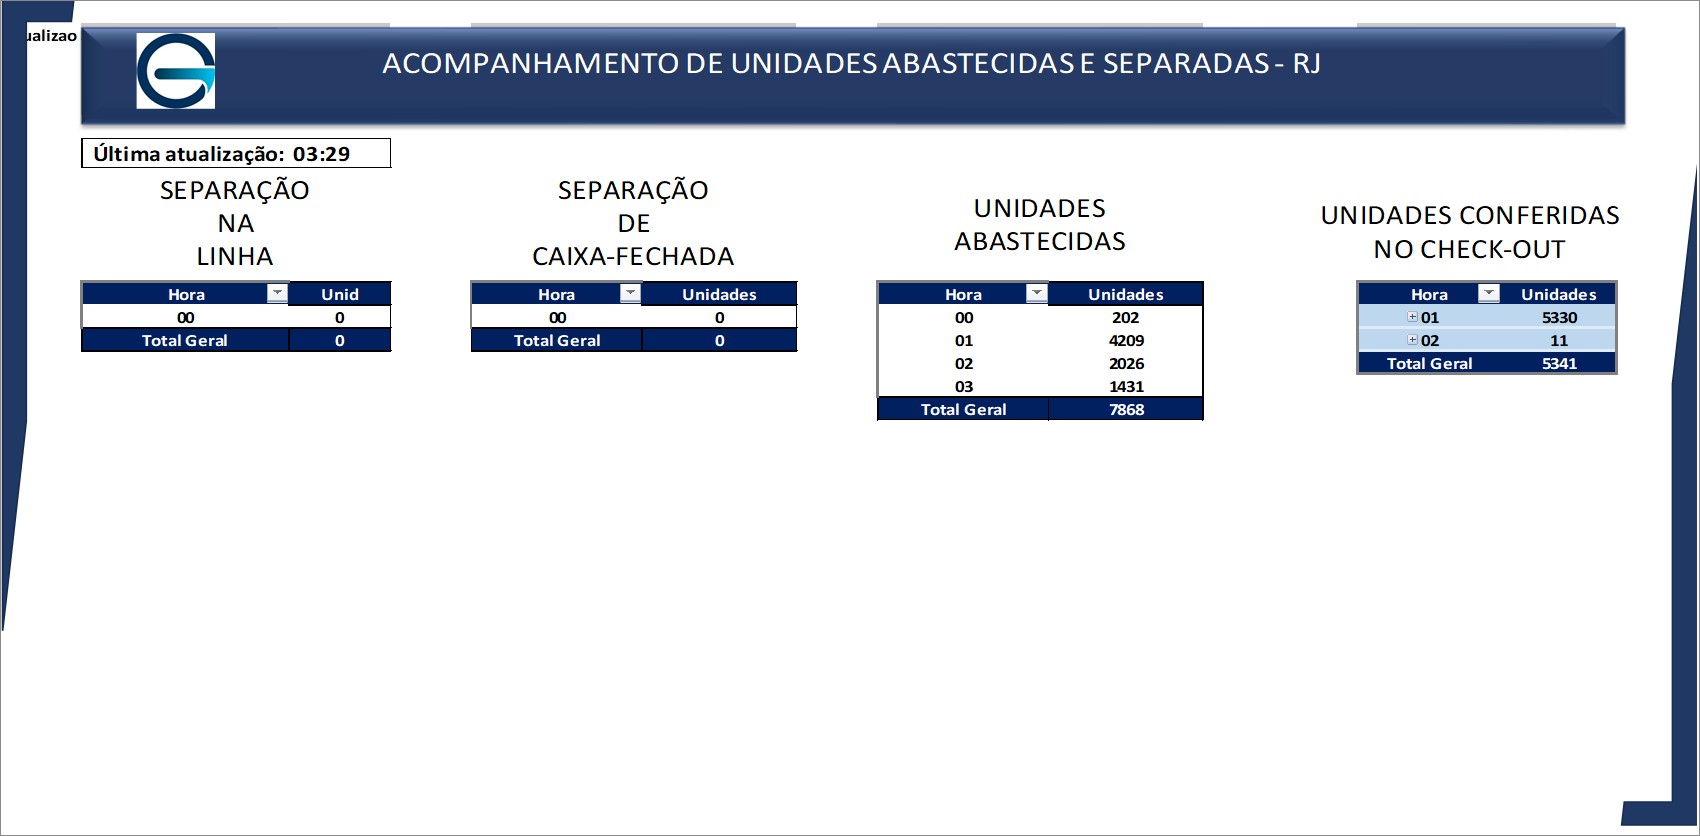 ualizao
ACOMPANHAMENTO DE UNIDADES ABASTECIDAS E SEPARADAS - RJ
Última atualização: 03:29
SEPARAÇÃO
NA
LINHA
Hora Unid
00 0
Total Geral 0
SEPARAÇÃO
DE
CAIXA-FECHADA
Hora Unidades
00 0
Total Geral 0
UNIDADES
ABASTECIDAS
Hora Unidades
00 202
01 4209
02 2026
03 1431
Total Geral 7868
UNIDADES CONFERIDAS
NO CHECK-OUT
Hora Unidades
01 5330
02 11
Total Geral 5341